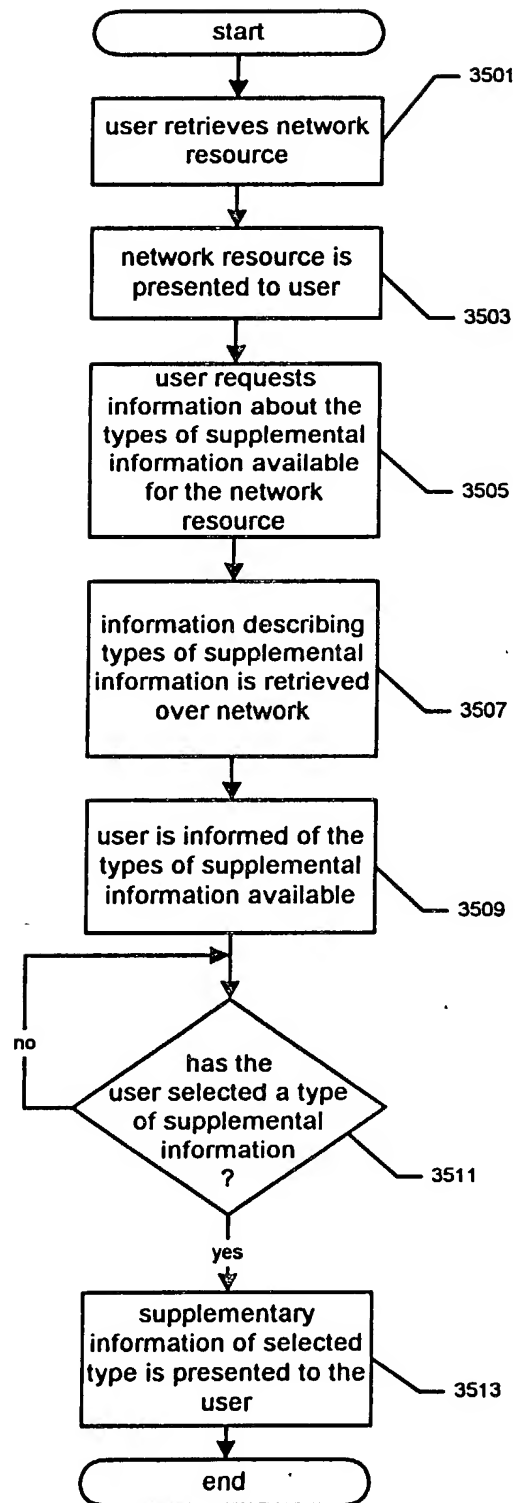 start
3501
user retrieves network
resource
network resource is
presented to user
3503
user requests
information about the
types of supplemental
information available
for the network
resource
3505
information describing
types of supplemental
information is retrieved
over network
3507
user is informed of the
types of supplemental
information available
3509
no
has the
user selected a type
of supplemental
information
?
3511
yes
supplementary
information of selected
type is presented to the
user
3513
end